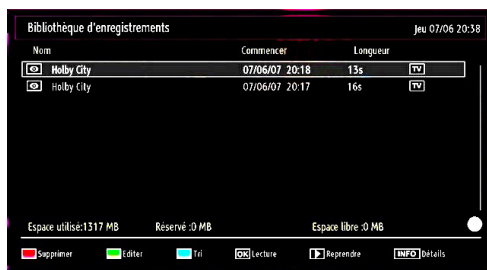 Bibliothèque d'enregistrements Jeu 07/06 20:38
Nom Commencer Longueur
Holby City 07/06/07 20:18 13s TV
Holby City 07/06/07 20:17 16s TV
Espace utilisé:1317 MB Réservé :0 MB Espace libre :0 MB
Supprimer Editer Tri OK Lecture Reprendre INFO Détails